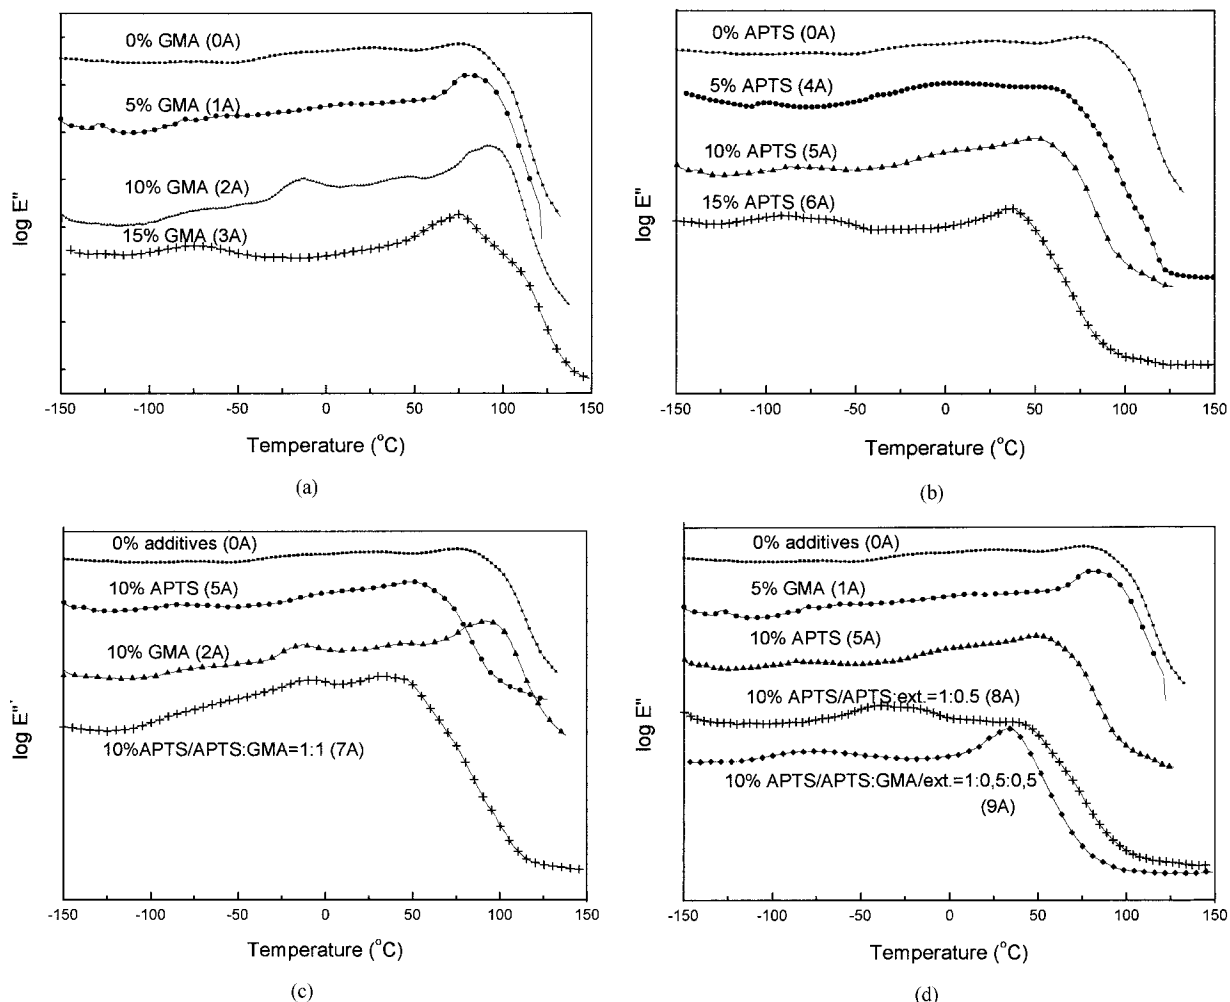 0% GMA (0A)
5% GMA (1A)
10% GMA (2A)
15% GMA (3A)
log E"
-150 -100 -50 0 50 100 150
Temperature (°C)
(a)
0% APTS (0A)
5% APTS (4A)
10% APTS (5A)
15% APTS (6A)
log E"
-150 -100 -50 0 50 100 150
Temperature (°C)
(b)
0% additives (0A)
10% APTS (5A)
10% GMA (2A)
10%APTS/APTS:GMA=1:1 (7A)
log E"
-150 -100 -50 0 50 100 150
Temperature (°C)
(c)
0% additives (0A)
5% GMA (1A)
10% APTS (5A)
10% APTS/APTS:ext.=1:0.5 (8A)
10% APTS/APTS:GMA/ext.=1:0,5:0,5
(9A)
log E"
-150 -100 -50 0 50 100 150
Temperature (°C)
(d)